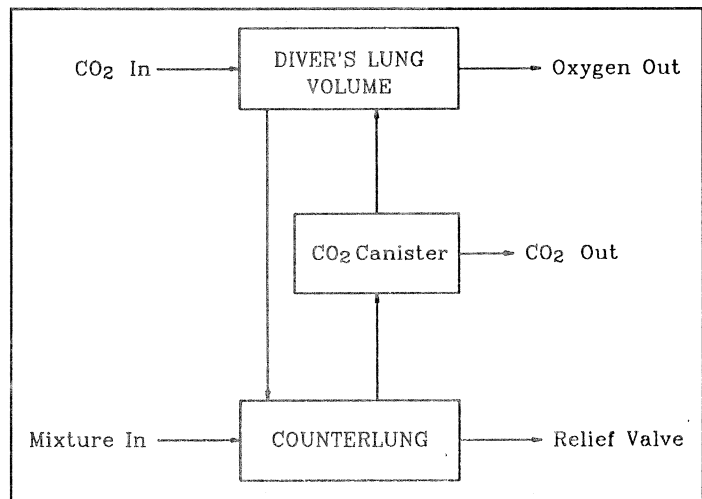 CO₂ In
DIVER'S LUNG
VOLUME
Oxygen Out
CO₂ Canister
CO₂ Out
Mixture In
COUNTERLUNG
Relief Valve